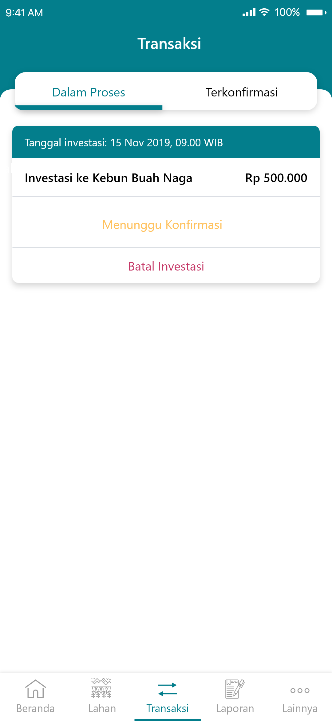 9:41 AM 100%
Transaksi
Dalam Proses Terkonfirmasi
Tanggal investasi: 15 Nov 2019, 09.00 WIB
Investasi ke Kebun Buah Naga Rp 500.000
Menunggu Konfirmasi
Batal Investasi
Beranda Lahan Transaksi Laporan Lainnya